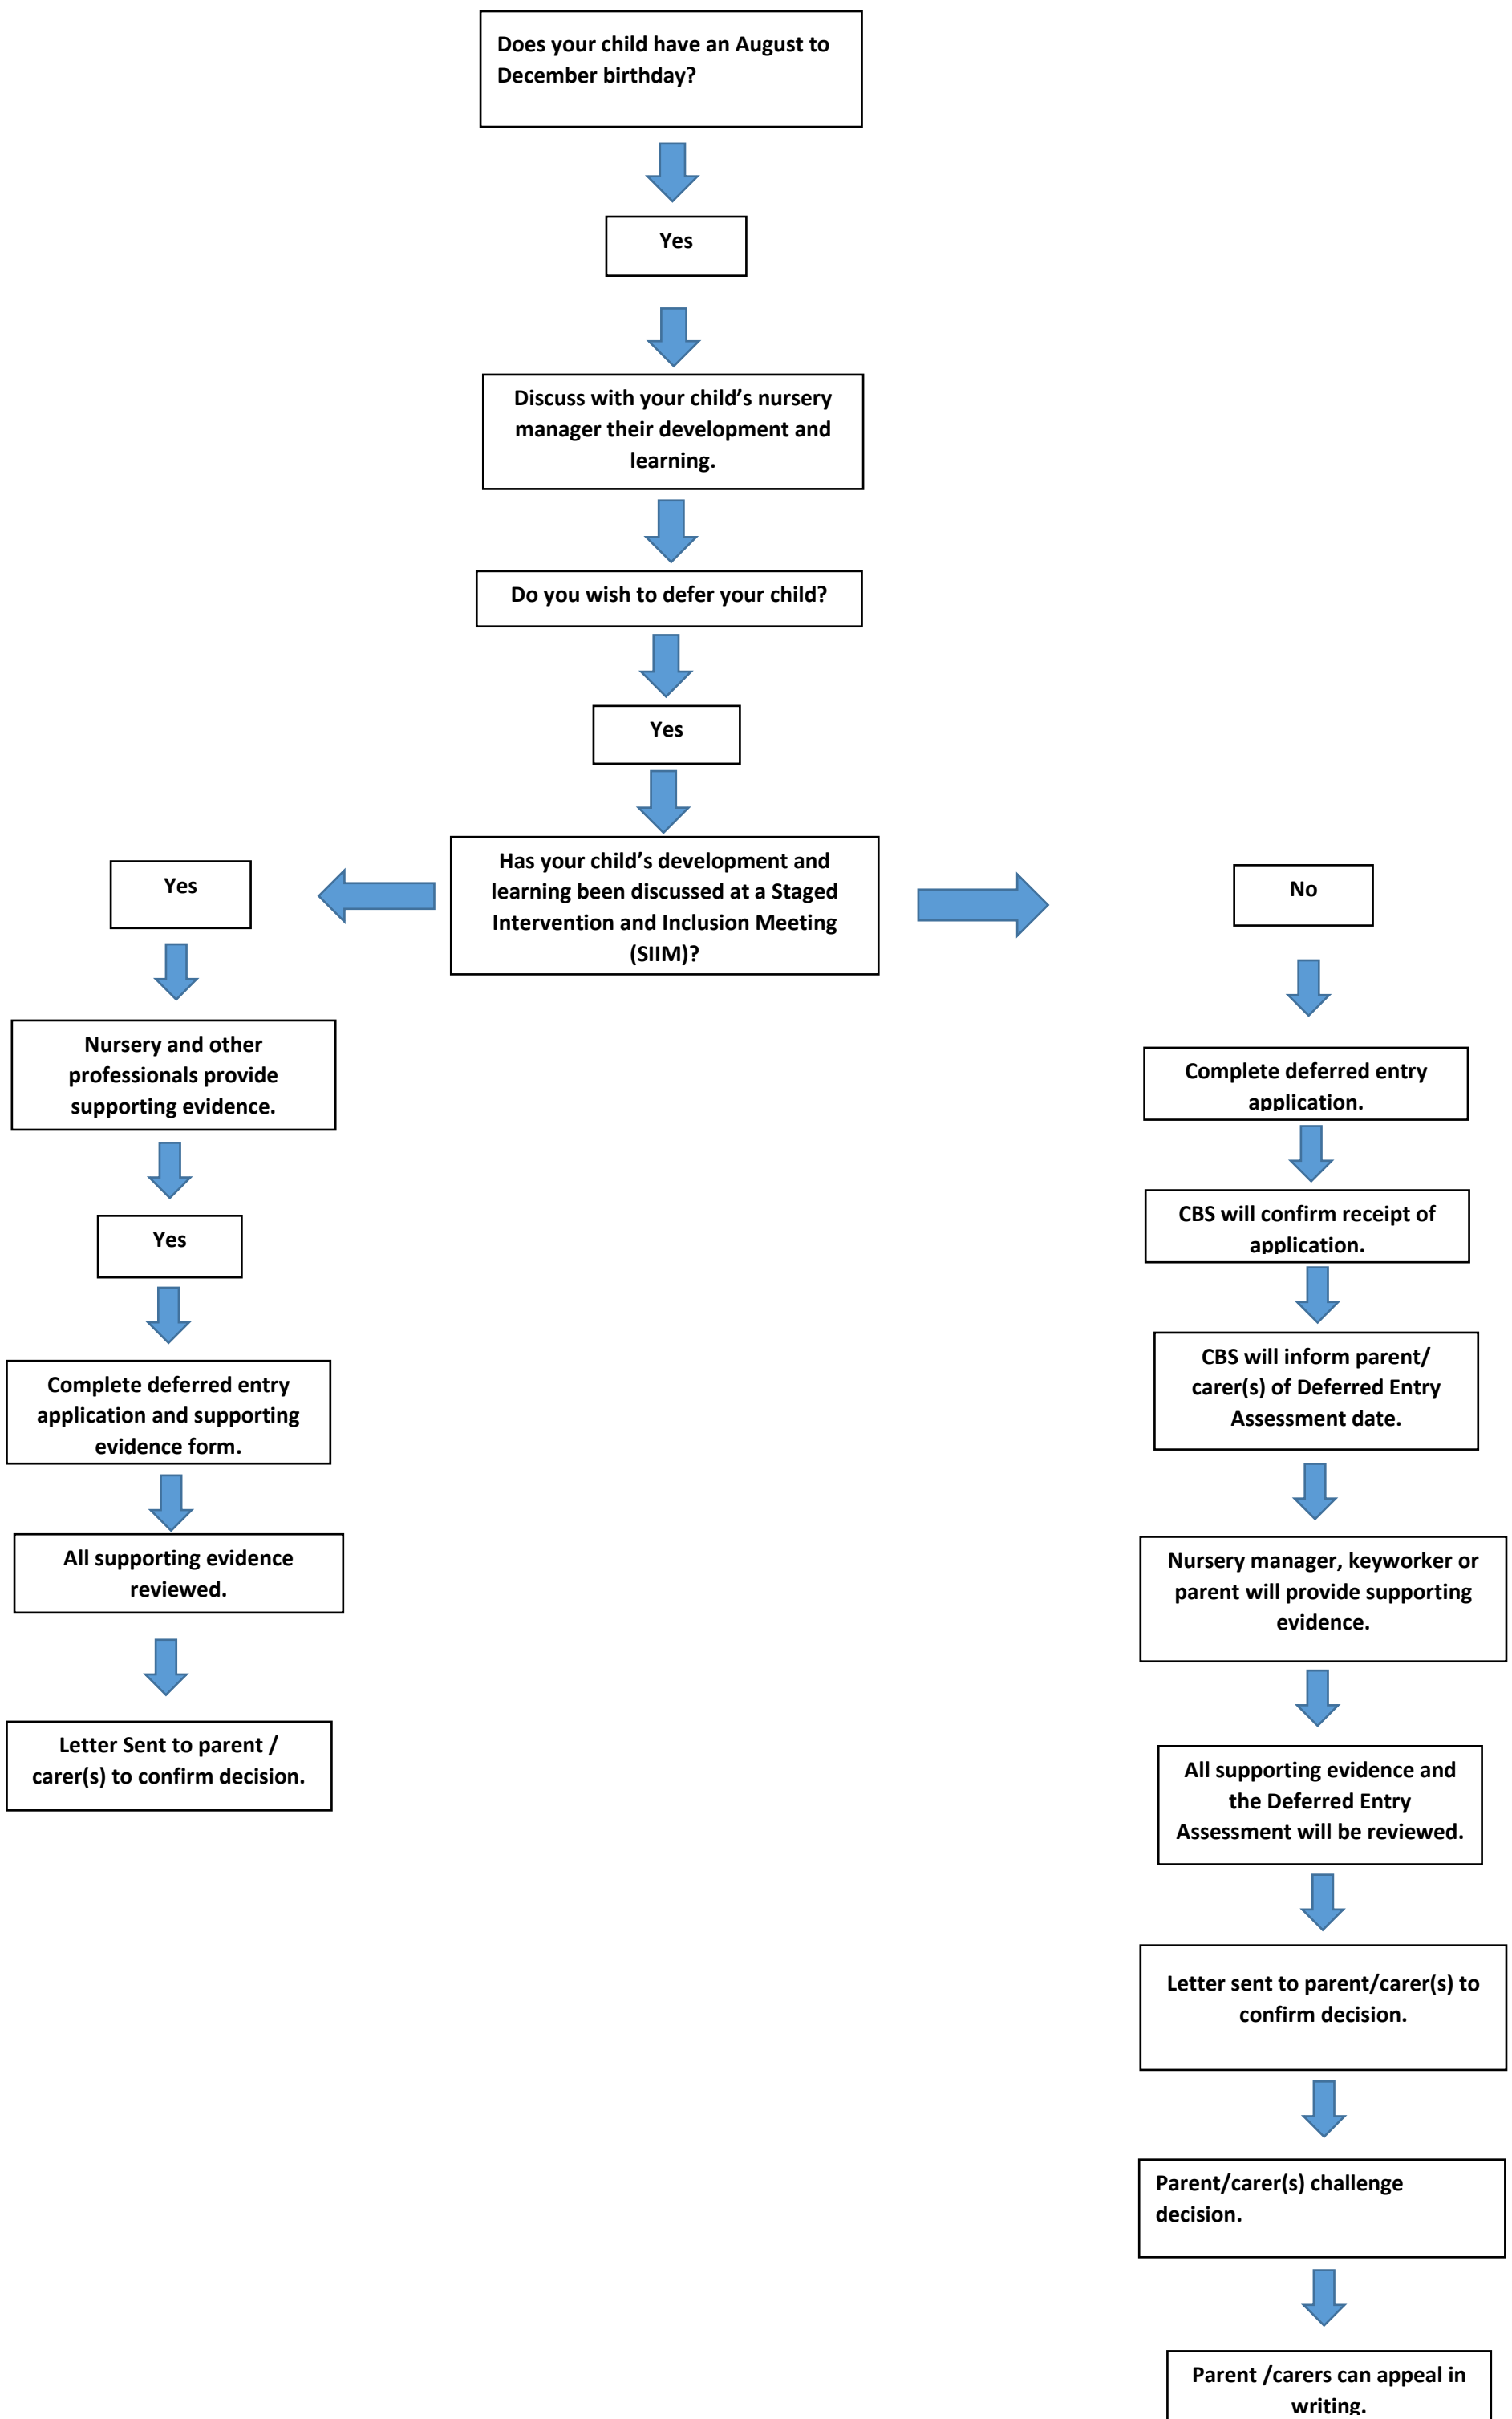 Does your child have an August to
December birthday?
Yes
Discuss with your child’s nursery
manager their development and
learning.
Do you wish to defer your child?
Yes
Has your child’s development and
learning been discussed at a Staged
Intervention and Inclusion Meeting
(SIIM)?
Yes
Nursery and other
professionals provide
supporting evidence.
Yes
Complete deferred entry
application and supporting
evidence form.
All supporting evidence
reviewed.
Letter Sent to parent /
carer(s) to confirm decision.
No
Complete deferred entry
application.
CBS will confirm receipt of
application.
CBS will inform parent/
carer(s) of Deferred Entry
Assessment date.
Nursery manager, keyworker or
parent will provide supporting
evidence.
All supporting evidence and
the Deferred Entry
Assessment will be reviewed.
Letter sent to parent/carer(s) to
confirm decision.
Parent/carer(s) challenge
decision.
Parent /carers can appeal in
writing.